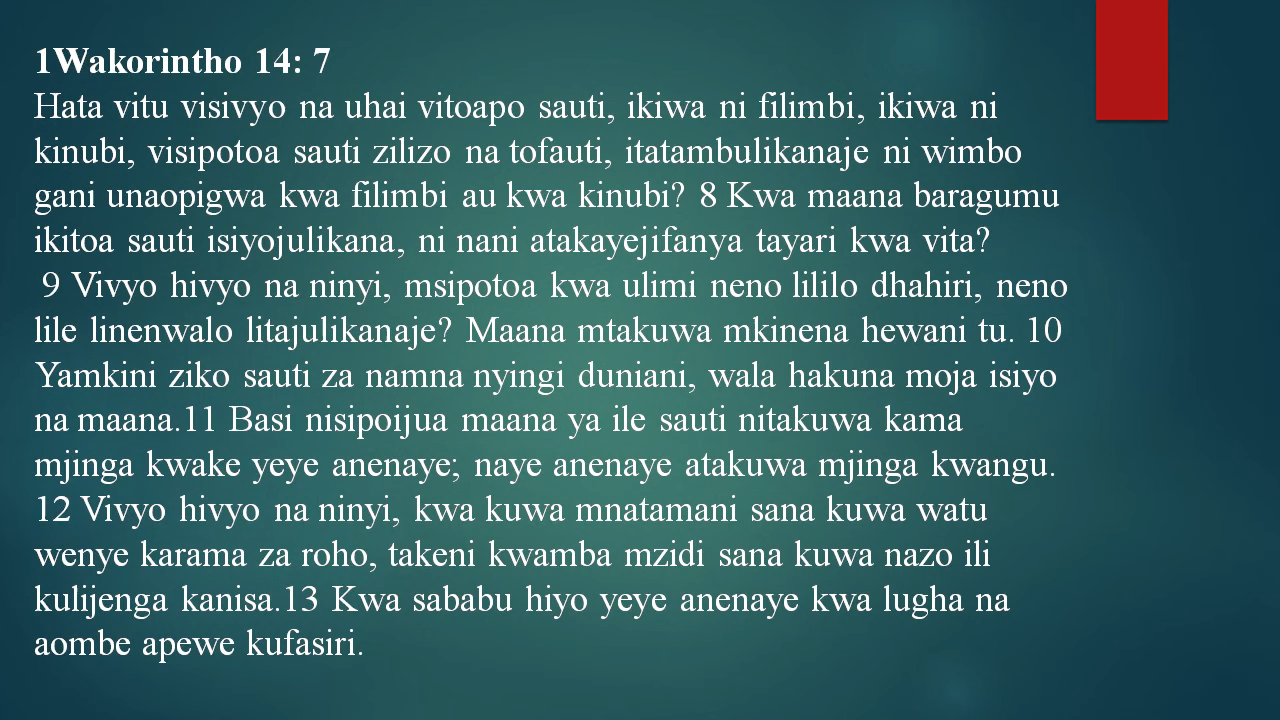 1Wakorintho 14: 7
Hata vitu visivyo na uhai vitoapo sauti, ikiwa ni filimbi, ikiwa ni
kinubi, visipotoa sauti zilizo na tofauti, itatambulikanaje ni wimbo
gani unaopigwa kwa filimbi au kwa kinubi? 8 Kwa maana baragumu
ikitoa sauti isiyojulikana, ni nani atakayejifanya tayari kwa vita?
9 Vivyo hivyo na ninyi, msipotoa kwa ulimi neno lililo dhahiri, neno
lile linenwalo litajulikanaje? Maana mtakuwa mkinena hewani tu. 10
Yamkini ziko sauti za namna nyingi duniani, wala hakuna moja isiyo
na maana.11 Basi nisipoijua maana ya ile sauti nitakuwa kama
mjinga kwake yeye anenaye; naye anenaye atakuwa mjinga kwangu.
12 Vivyo hivyo na ninyi, kwa kuwa mnatamani sana kuwa watu
wenye karama za roho, takeni kwamba mzidi sana kuwa nazo ili
kulijenga kanisa.13 Kwa sababu hiyo yeye anenaye kwa lugha na
aombe apewe kufasiri.